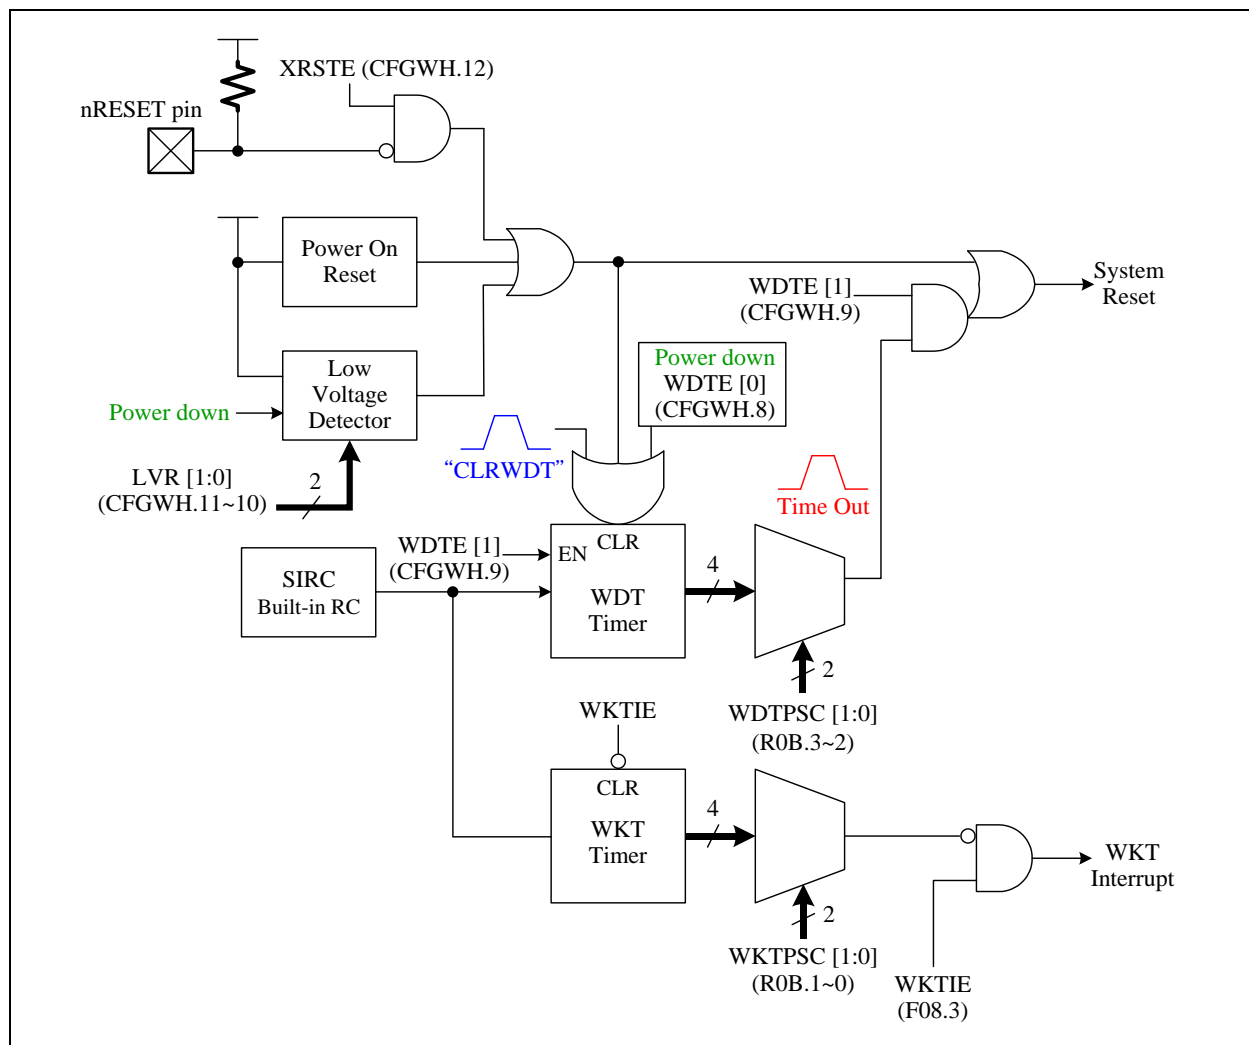 XRSTE (CFGWH.12)
nRESET pin
Power On
Reset
WDTE [1]
(CFGWH.9)
System
Reset
Low
Voltage
Detector
Power down
Power down
WDTE [0]
(CFGWH.8)
"CLRWDT"
LVR [1:0]
(CFGWH.11~10)
2
Time Out
SIRC
Built-in RC
WDTE [1]
(CFGWH.9)
EN
CLR
WDT
Timer
4
2
WDTPSC [1:0]
(R0B.3~2)
WKTIE
CLR
WKT
Timer
4
2
WKTPSC [1:0]
(R0B.1~0)
WKT
Interrupt
WKTIE
(F08.3)